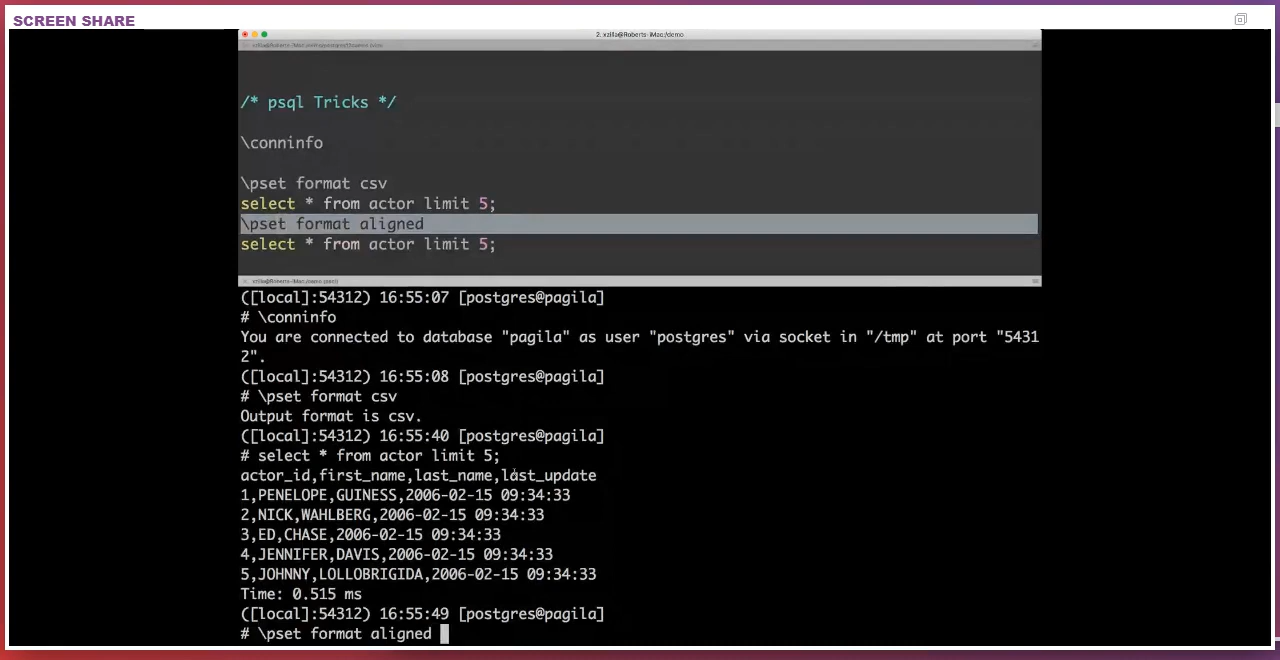 SCREEN SHARE
2. xzilla@Roberts-iMac:/demo
/* psql Tricks */
\conninfo
\pset format csv
select * from actor limit 5;
\pset format aligned
select * from actor limit 5;
xzilla@Roberts-iMac:/demo (psql)
([local]:54312) 16:55:07 [postgres@pagila]
# \conninfo
You are connected to database "pagila" as user "postgres" via socket in "/tmp" at port "5431
2".
([local]:54312) 16:55:08 [postgres@pagila]
# \pset format csv
Output format is csv.
([local]:54312) 16:55:40 [postgres@pagila]
# select * from actor limit 5;
actor_id,first_name,last_name,last_update
1,PENELOPE,GUINESS,2006-02-15 09:34:33
2,NICK,WAHLBERG,2006-02-15 09:34:33
3,ED,CHASE,2006-02-15 09:34:33
4,JENNIFER,DAVIS,2006-02-15 09:34:33
5,JOHNNY,LOLLOBRIGIDA,2006-02-15 09:34:33
Time: 0.515 ms
([local]:54312) 16:55:49 [postgres@pagila]
# \pset format aligned